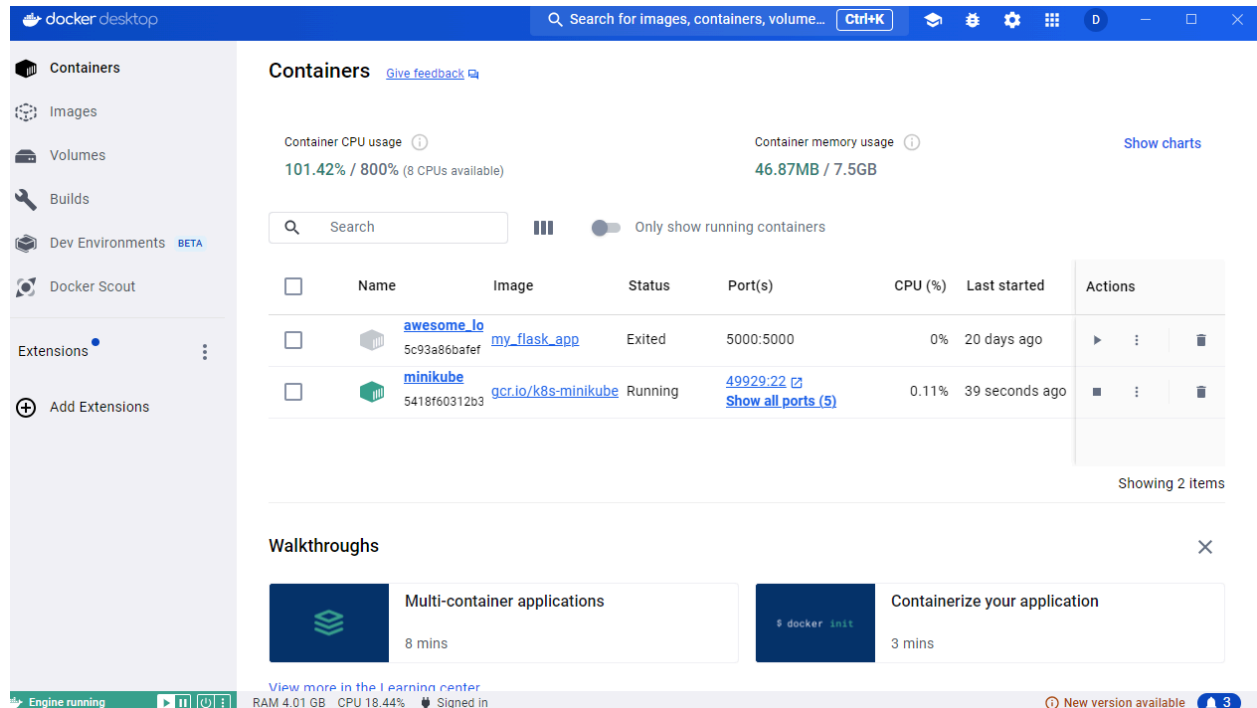 docker desktop
Search for images, containers, volume... Ctrl+K
D
Containers
Images
Volumes
Builds
Dev Environments BETA
Docker Scout
Extensions
Add Extensions
Containers Give feedback
Container CPU usage
101.42% / 800% (8 CPUs available)
Container memory usage
46.87MB / 7.5GB
Show charts
Search
Only show running containers
Name Image Status Port(s) CPU (%) Last started Actions
awesome_lo
5c93a86bafef
my_flask_app Exited 5000:5000 0% 20 days ago
minikube
5418f60312b3
gcr.io/k8s-minikube Running
49929:22
Show all ports (5)
0.11% 39 seconds ago
Showing 2 items
Walkthroughs
$ docker init
Multi-container applications
8 mins
Containerize your application
3 mins
View more in the Learning center
Engine running
RAM 4.01 GB CPU 18.44% Signed in
New version available 3